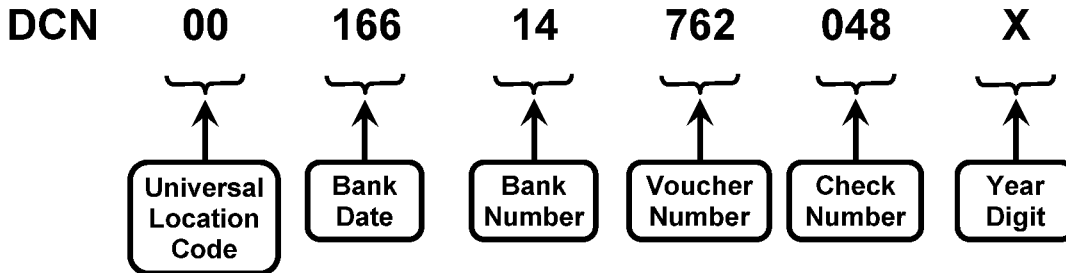 DCN 00 166 14 762 048 X
Universal Location Code
Bank Date
Bank Number
Voucher Number
Check Number
Year Digit